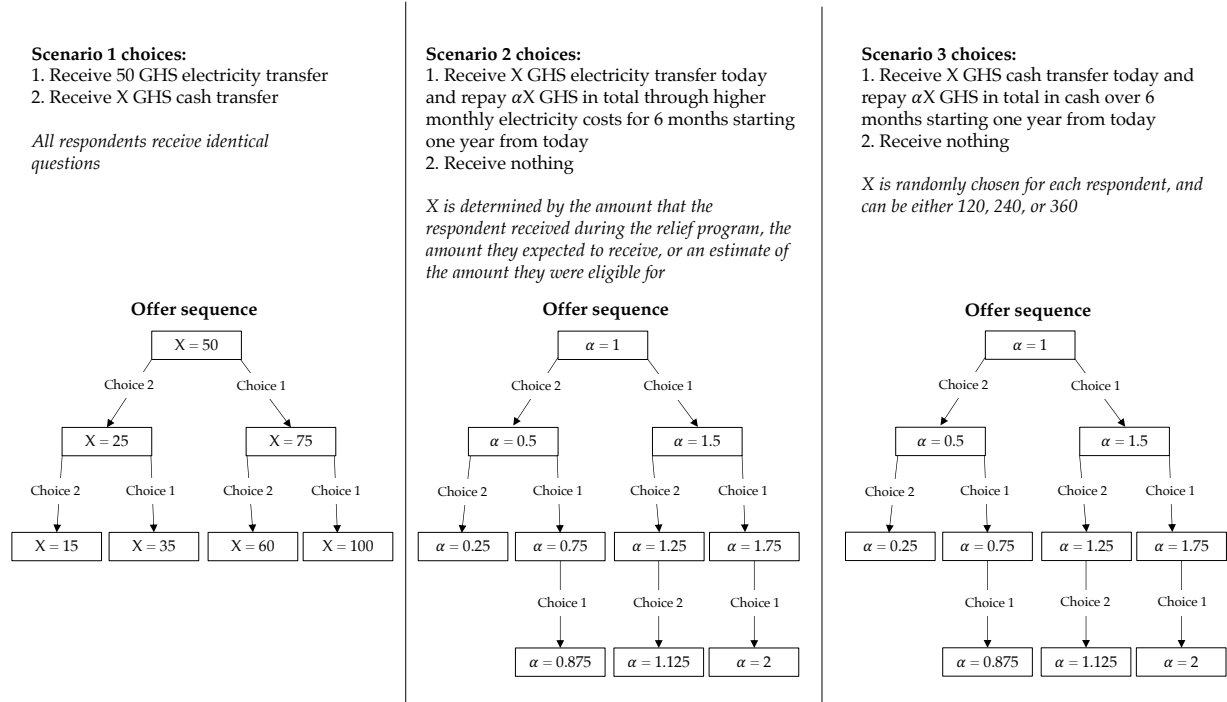 Scenario 1 choices:
1. Receive 50 GHS electricity transfer
2. Receive X GHS cash transfer
All respondents receive identical
questions
Offer sequence
X = 50
Choice 2
Choice 1
X = 25
X = 75
Choice 2
Choice 1
Choice 2
Choice 1
X = 15
X = 35
X = 60
X = 100
Scenario 2 choices:
1. Receive X GHS electricity transfer today
and repay αX GHS in total through higher
monthly electricity costs for 6 months starting
one year from today
2. Receive nothing
X is determined by the amount that the
respondent received during the relief program, the
amount they expected to receive, or an estimate of
the amount they were eligible for
Offer sequence
α = 1
Choice 2
Choice 1
α = 0.5
α = 1.5
Choice 2
Choice 1
Choice 2
Choice 1
α = 0.25
α = 0.75
α = 1.25
α = 1.75
Choice 1
Choice 2
Choice 1
α = 0.875
α = 1.125
α = 2
Scenario 3 choices:
1. Receive X GHS cash transfer today and
repay αX GHS in total in cash over 6
months starting one year from today
2. Receive nothing
X is randomly chosen for each respondent, and
can be either 120, 240, or 360
Offer sequence
α = 1
Choice 2
Choice 1
α = 0.5
α = 1.5
Choice 2
Choice 1
Choice 2
Choice 1
α = 0.25
α = 0.75
α = 1.25
α = 1.75
Choice 1
Choice 2
Choice 1
α = 0.875
α = 1.125
α = 2